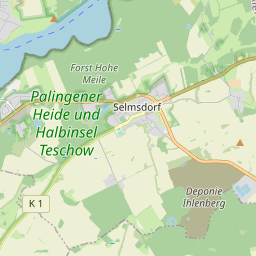 Forst Hohe
Meile
Palingener
Heide und
Halbinsel
Teschow
Selmsdorf
Deponie
Ihlenberg
K 1